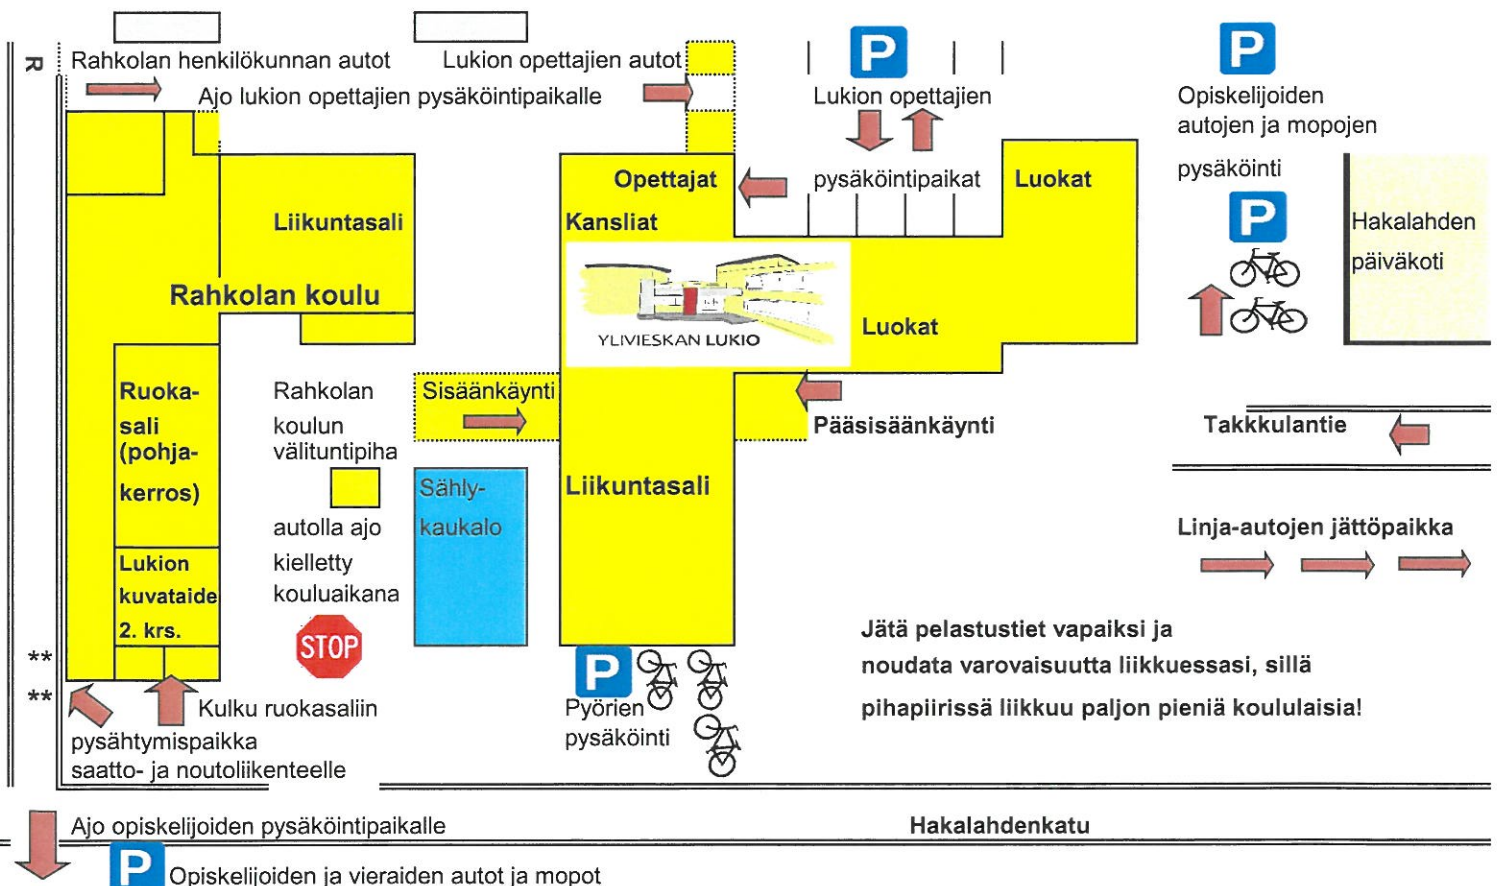 R
Rahkolan henkilökunnan autot
Lukion opettajien autot
Ajo lukion opettajien pysäköintipaikalle
P
Lukion opettajien
pysäköintipaikat
P
Opiskelijoiden
autojen ja mopojen
pysäköinti
P
Hakalahden
päiväkoti
Opettajat
Kansliat
Luokat
Liikuntasali
Rahkolan koulu
YLIVIESKAN LUKIO
Luokat
Ruoka-
sali
(pohja-
kerros)
Rahkolan
koulun
välituntipiha
Sisäänkäynti
Pääsisäänkäynti
Takkkulantie
Liikuntasali
Sähly-
kaukalo
autolla ajo
kielletty
kouluaikana
STOP
Lukion
kuvataide
2. krs.
Linja-autojen jättöpaikka
Jätä pelastustiet vapaiksi ja
noudata varovaisuutta liikkuessasi, sillä
pihapiirissä liikkuu paljon pieniä koululaisia!
**
**
Kulku ruokasaliin
pysähtymispaikka
saatto- ja noutoliikenteelle
P
Pyörien
pysäköinti
Ajo opiskelijoiden pysäköintipaikalle
Hakalahdenkatu
P
Opiskelijoiden ja vieraiden autot ja mopot